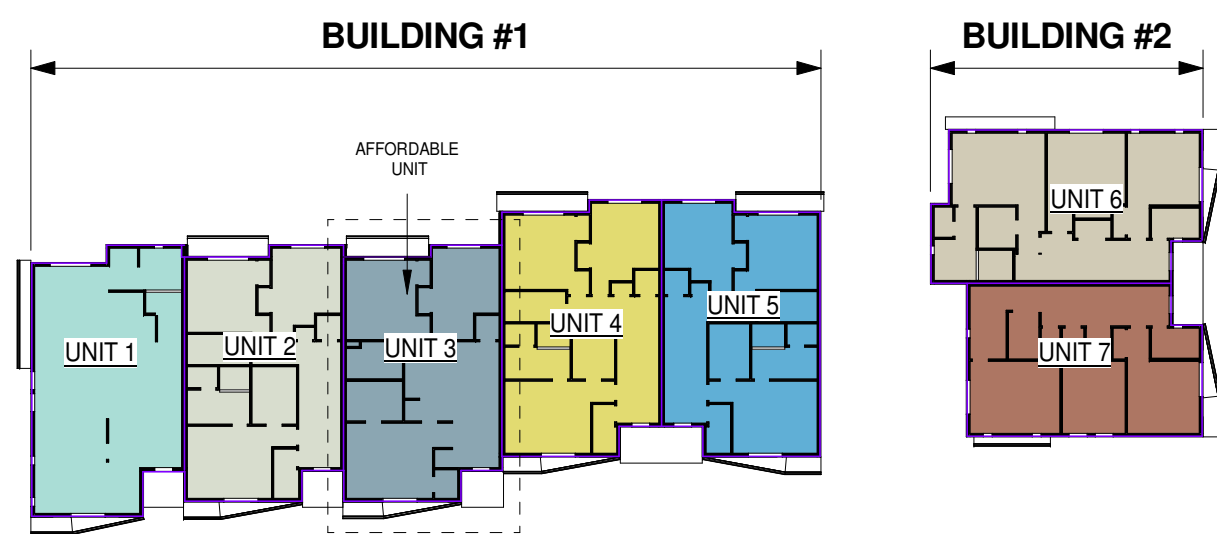 BUILDING #1
BUILDING #2
AFFORDABLE
UNIT
UNIT 1
UNIT 2
UNIT 3
UNIT 4
UNIT 5
UNIT 6
UNIT 7